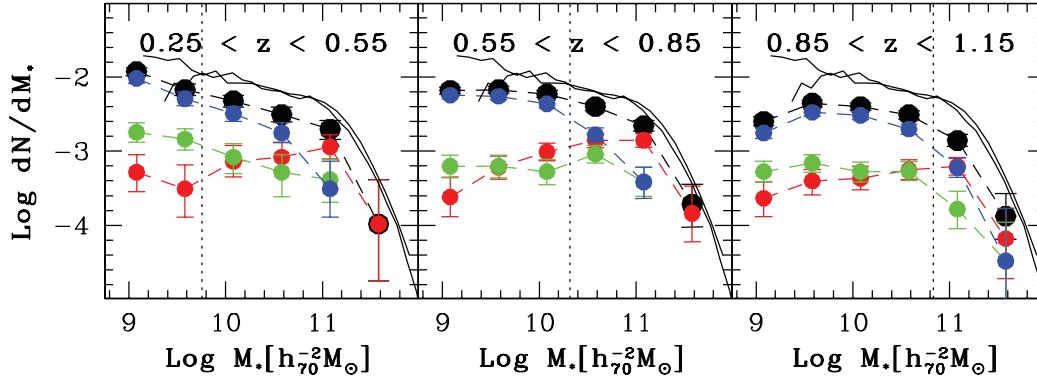 0.25 < z < 0.55
0.55 < z < 0.85
0.85 < z < 1.15
Log dN/dM*
−2
−3
−4
9 10 11
9 10 11
9 10 11
Log M*[h₇₀⁻²M☉]
Log M*[h₇₀⁻²M☉]
Log M*[h₇₀⁻²M☉]